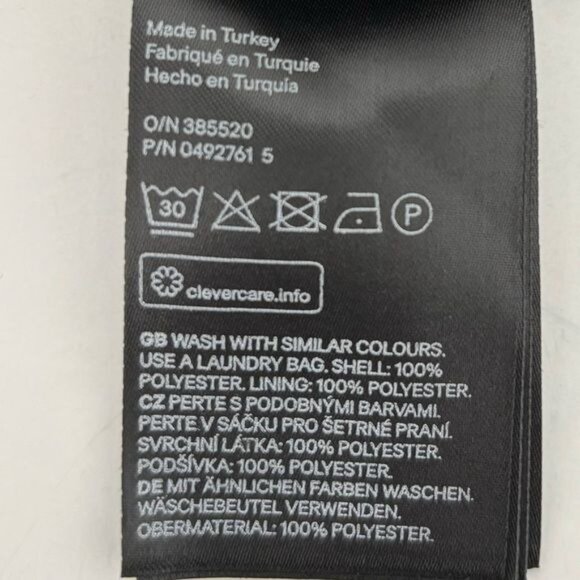 Made in Turkey
Fabriqué en Turquie
Hecho en Turquía
O/N 385520
P/N 0492761 5
30 P
clevercare.info
GB WASH WITH SIMILAR COLOURS.
USE A LAUNDRY BAG. SHELL: 100%
POLYESTER. LINING: 100% POLYESTER.
CZ PERTE S PODOBNÝMI BARVAMI.
PERTE V SÁČKU PRO ŠETRNÉ PRANÍ.
SVRCHNÍ LÁTKA: 100% POLYESTER.
PODŠÍVKA: 100% POLYESTER.
DE MIT ÄHNLICHEN FARBEN WASCHEN.
WÄSCHEBEUTEL VERWENDEN.
OBERMATERIAL: 100% POLYESTER.